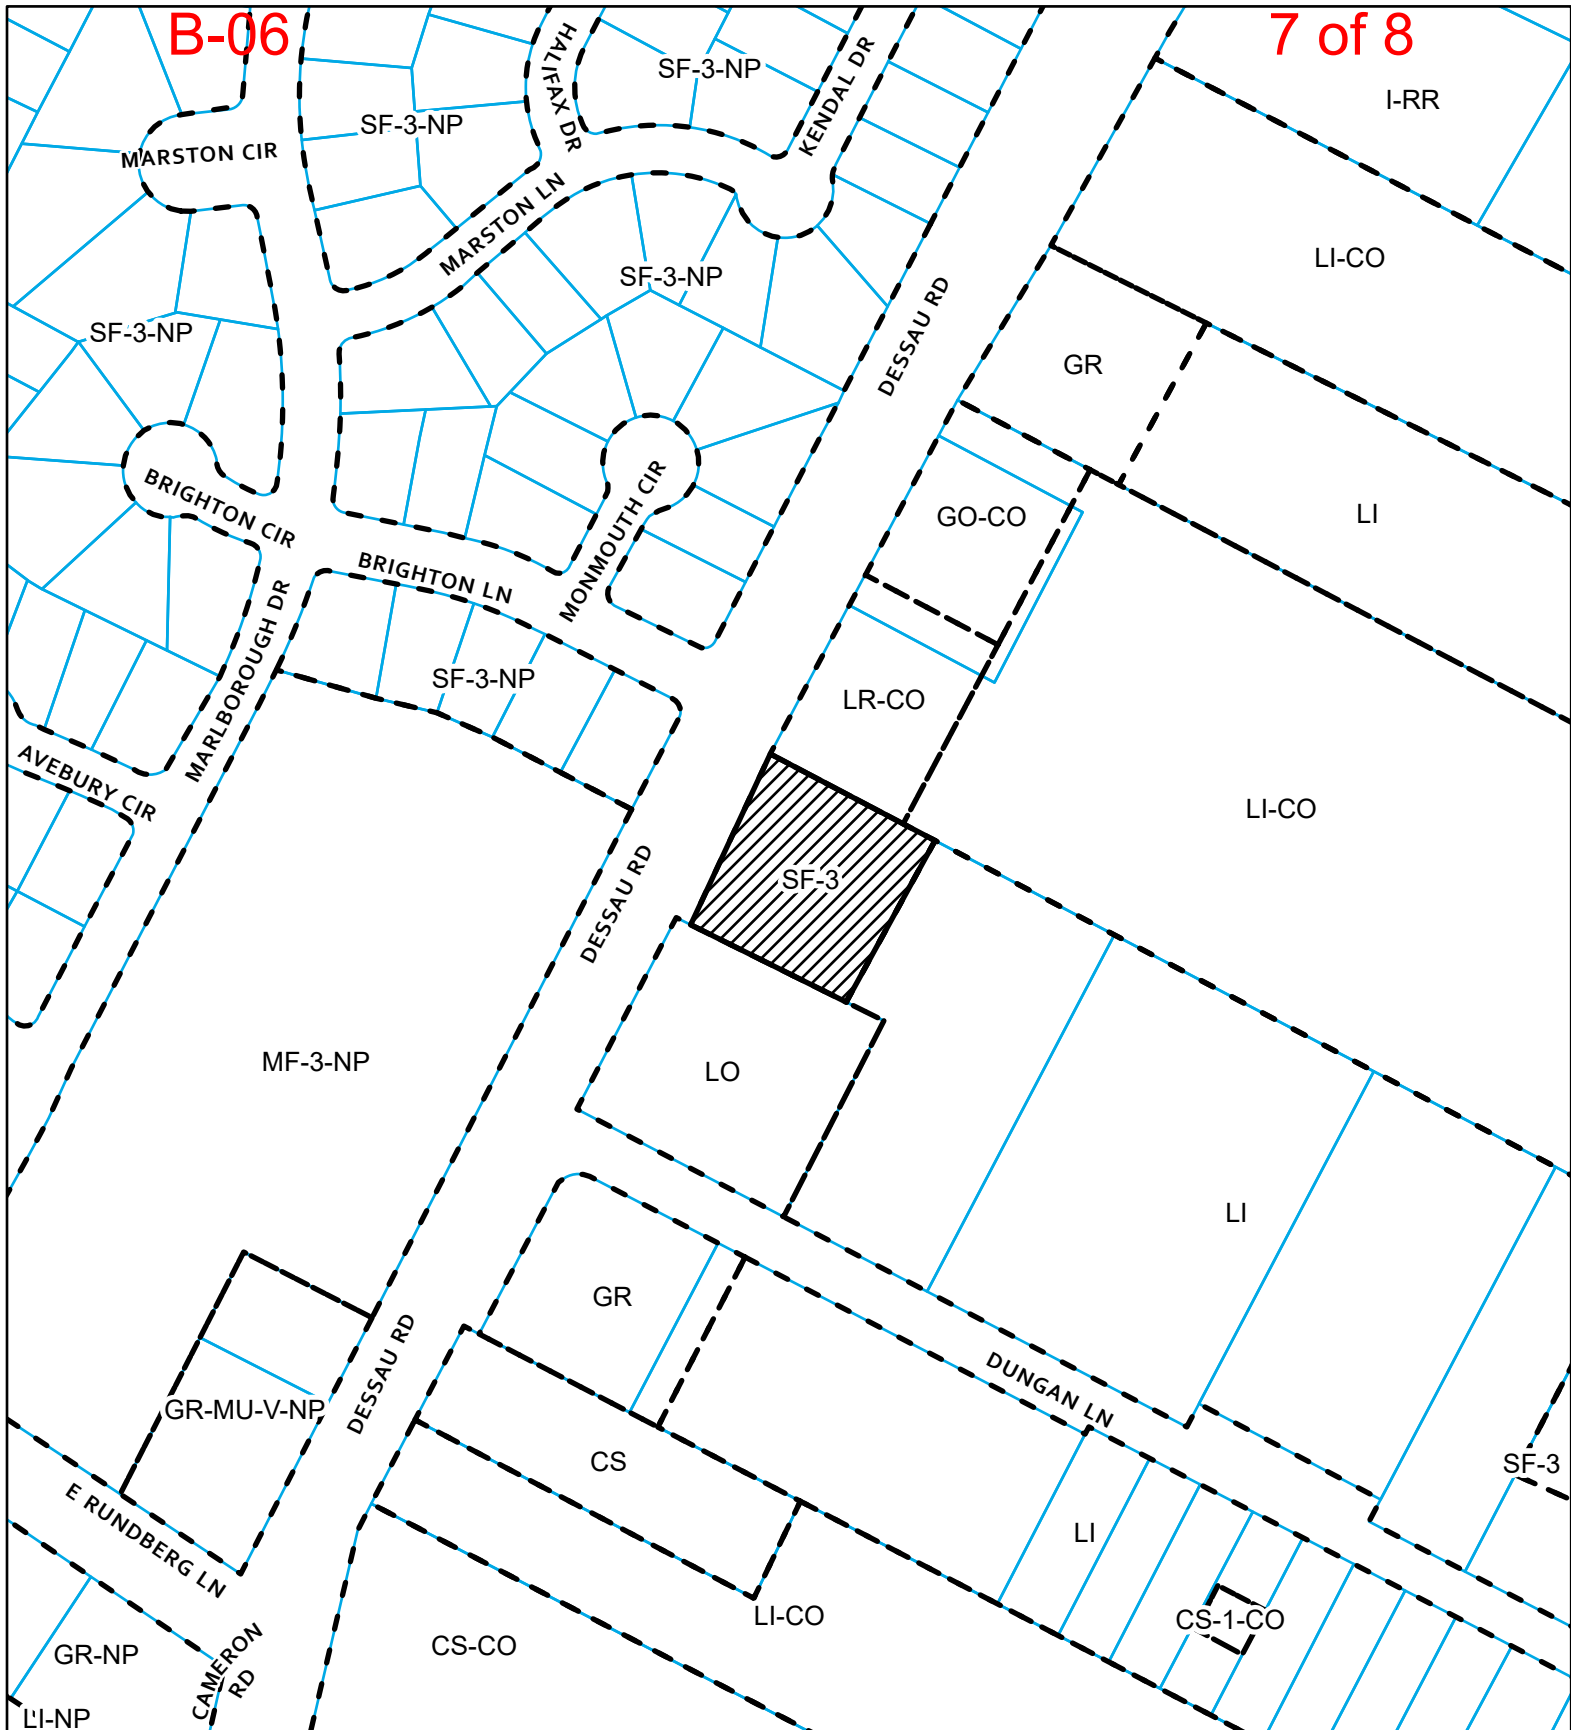 B-06
7 of 8
HALIFAX DR
SF-3-NP
KENDAL DR
I-RR
SF-3-NP
MARSTON CIR
MARSTON LN
LI-CO
SF-3-NP
SF-3-NP
DESSAU RD
GR
BRIGHTON CIR
MONMOUTH CIR
GO-CO
LI
BRIGHTON LN
MARLBOROUGH DR
SF-3-NP
LR-CO
AVEBURY CIR
LI-CO
SF-3
DESSAU RD
MF-3-NP
LO
LI
GR
DESSAU RD
DUNGAN LN
GR-MU-V-NP
CS
SF-3
E RUNDBERG LN
LI
LI-CO
CS-1-CO
CS-CO
GR-NP
CAMERON
RD
LI-NP